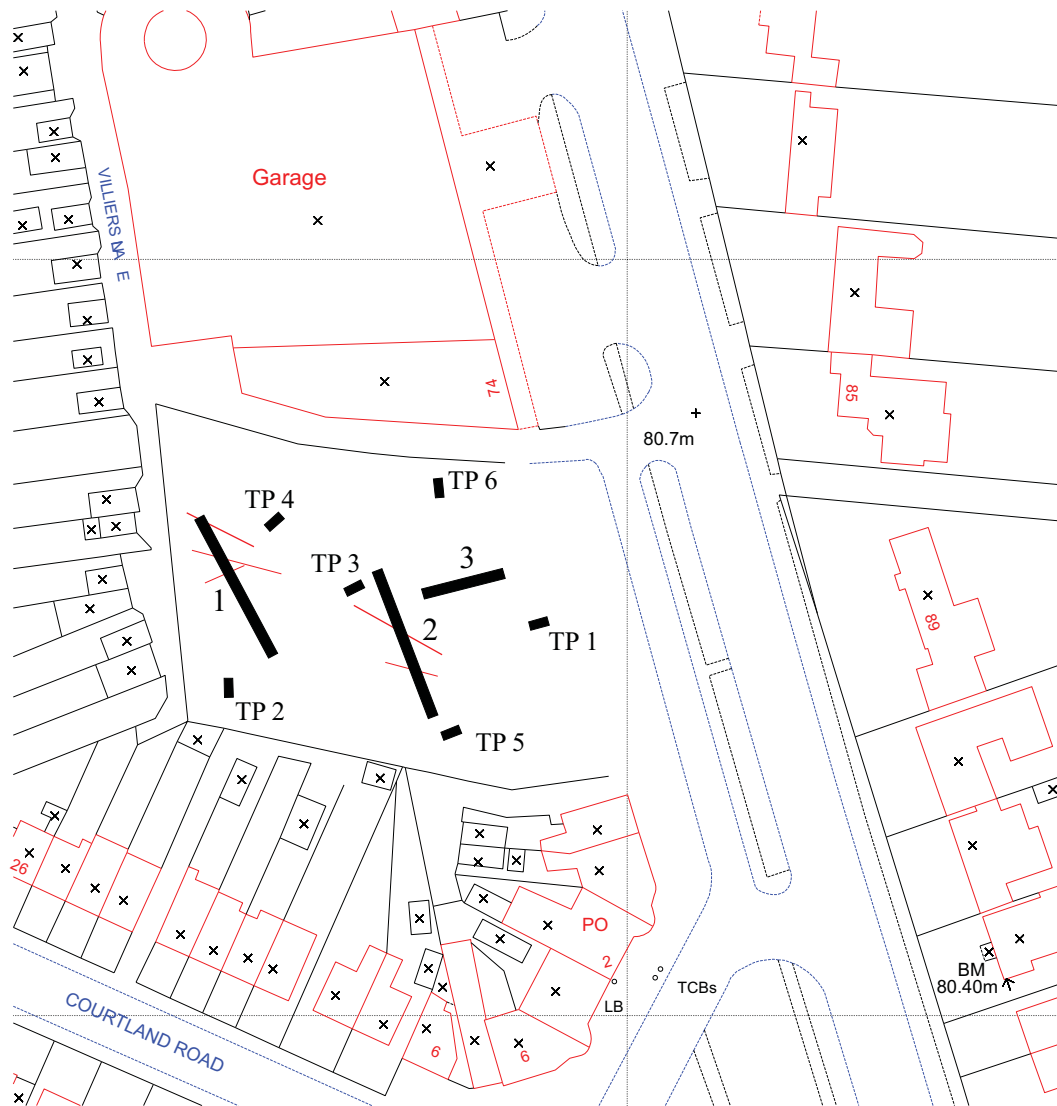 Garage
VILLIERS LANE
74
85
80.7m
TP 6
TP 4
TP 3
3
1
2
TP 1
89
TP 2
TP 5
26
PO
2
BM
80.40m
TCBs
LB
COURTLAND ROAD
6
6